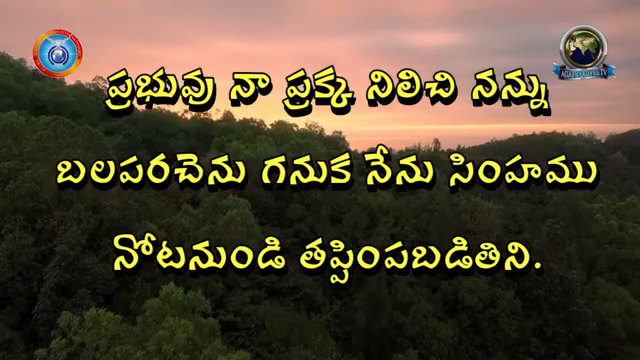 ప్రభువు నా ప్రక్క నిలిచి నన్ను
బలపరచెను గనుక నేను సింహము
నోటనుండి తప్పింపబడితిని.